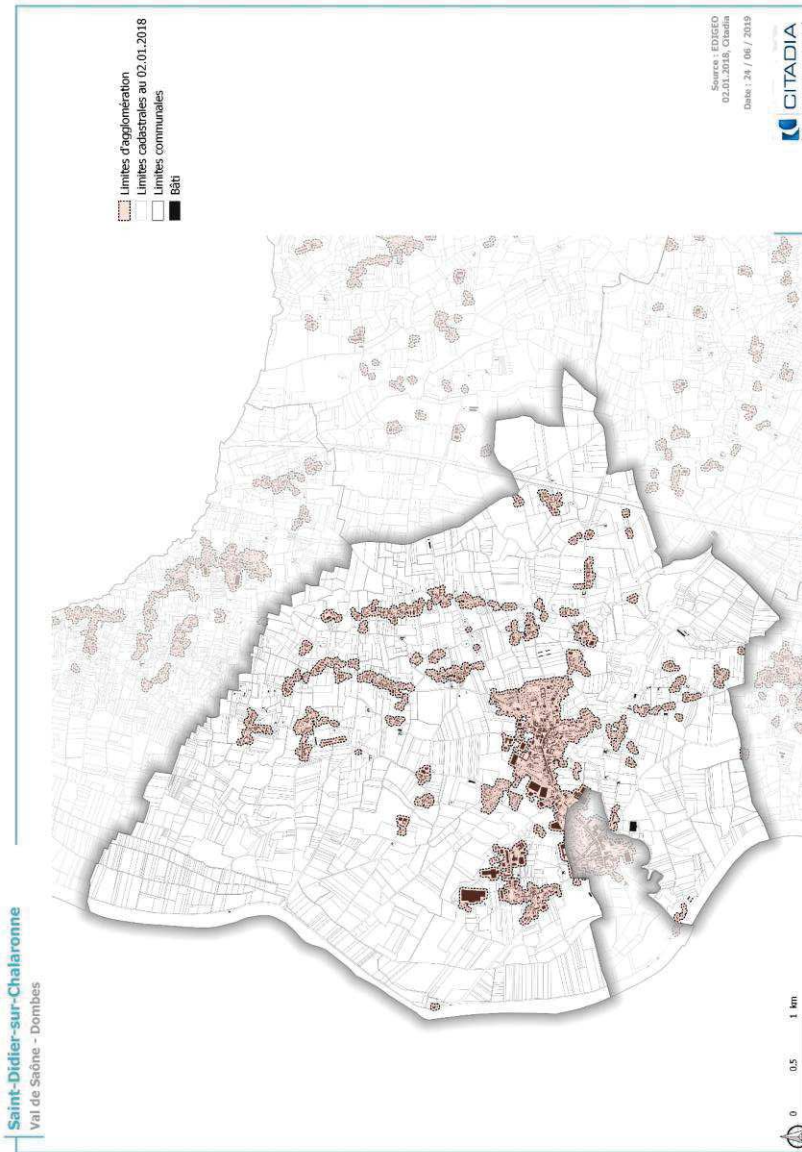 Saint-Didier-sur-Chalaronne
Val de Saône - Dombes
Limites d'agglomération
Limites cadastrales au 02.01.2018
Limites communales
Bâti
0 0.5 1 km
Source : EDIGEO
02.01.2018, Citadia
Date : 24 / 06 / 2019
CITADIA